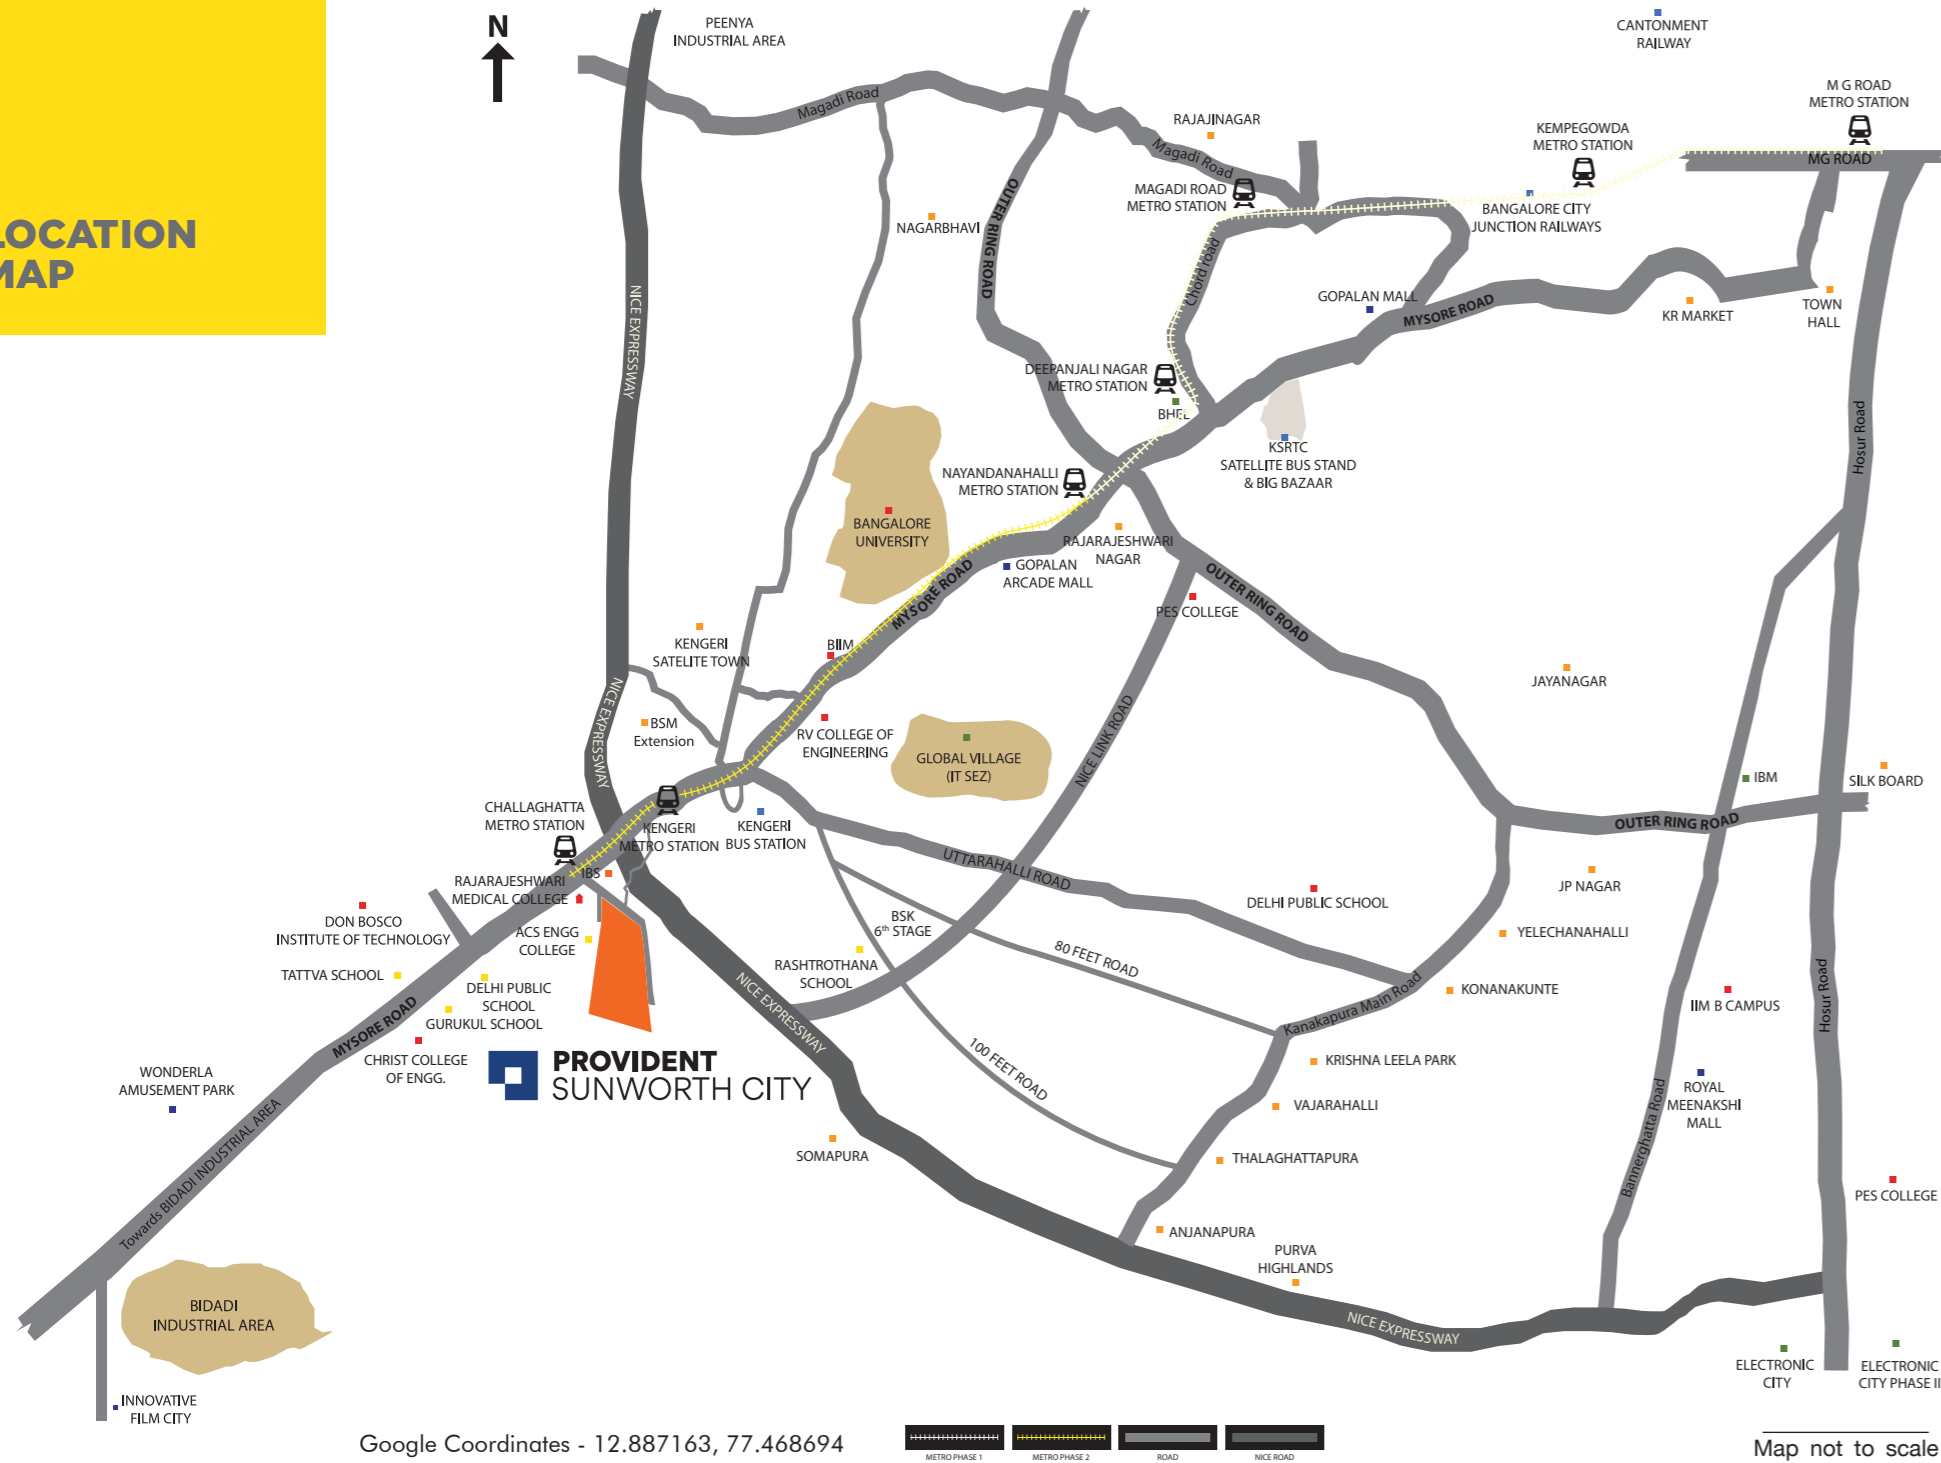 LOCATION
MAP
N
PEENYA
INDUSTRIAL AREA
CANTONMENT
RAILWAY
M G ROAD
METRO STATION
Magadi Road
RAJAJINAGAR
KEMPEGOWDA
METRO STATION
Magadi Road
MG ROAD
MAGADI ROAD
METRO STATION
OUTER RING ROAD
NAGARBHAVI
BANGALORE CITY
JUNCTION RAILWAYS
Chord road
NICE EXPRESSWAY
GOPALAN MALL
MYSORE ROAD
KR MARKET
TOWN
HALL
DEEPANJALI NAGAR
METRO STATION
BHEL
KSRTC
SATELLITE BUS STAND
& BIG BAZAAR
Hosur Road
NAYANDANAHALLI
METRO STATION
BANGALORE
UNIVERSITY
RAJARAJESHWARI
NAGAR
GOPALAN
ARCADE MALL
MYSORE ROAD
PES COLLEGE
OUTER RING ROAD
KENGERI
SATELITE TOWN
BIIM
JAYANAGAR
NICE EXPRESSWAY
BSM
Extension
RV COLLEGE OF
ENGINEERING
GLOBAL VILLAGE
(IT SEZ)
NICE LINK ROAD
IBM
SILK BOARD
CHALLAGHATTA
METRO STATION
KENGERI
METRO STATION
KENGERI
BUS STATION
OUTER RING ROAD
UTTARAHALLI ROAD
IBS
RAJARAJESHWARI
MEDICAL COLLEGE
JP NAGAR
DELHI PUBLIC SCHOOL
DON BOSCO
INSTITUTE OF TECHNOLOGY
ACS ENGG
COLLEGE
BSK
6th STAGE
YELECHANAHALLI
80 FEET ROAD
TATTVA SCHOOL
RASHTROTHANA
SCHOOL
DELHI PUBLIC
SCHOOL
KONANAKUNTE
IIM B CAMPUS
Hosur Road
NICE EXPRESSWAY
Kanakapura Main Road
GURUKUL SCHOOL
MYSORE ROAD
CHRIST COLLEGE
OF ENGG.
PROVIDENT
SUNWORTH CITY
100 FEET ROAD
KRISHNA LEELA PARK
WONDERLA
AMUSEMENT PARK
ROYAL
MEENAKSHI
MALL
VAJARAHALLI
Bannerghatta Road
SOMAPURA
THALAGHATTAPURA
Towards BIDADI INDUSTRIAL AREA
PES COLLEGE
ANJANAPURA
PURVA
HIGHLANDS
BIDADI
INDUSTRIAL AREA
NICE EXPRESSWAY
ELECTRONIC
CITY
ELECTRONIC
CITY PHASE II
INNOVATIVE
FILM CITY
Google Coordinates - 12.887163, 77.468694
METRO PHASE 1
METRO PHASE 2
ROAD
NICE ROAD
Map not to scale